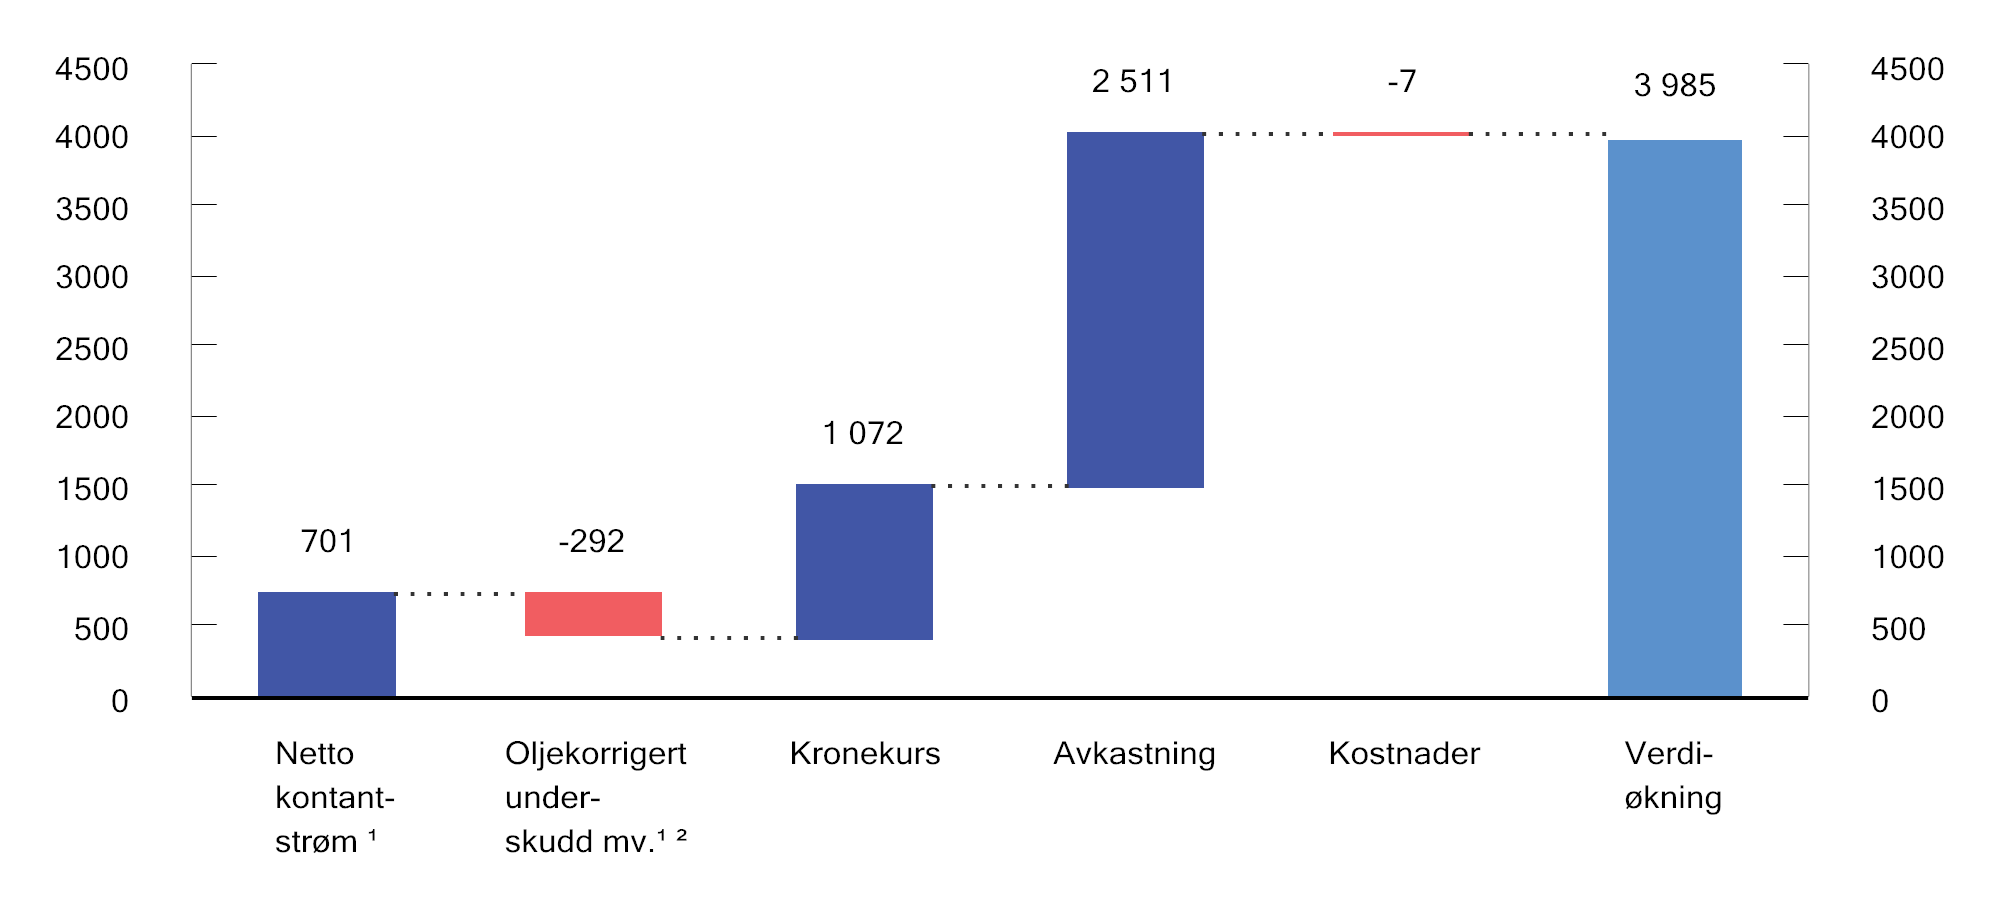 4500
4000
3500
3000
2500
2000
1500
1000
500
0
701
-292
1 072
2 511
-7
3 985
4500
4000
3500
3000
2500
2000
1500
1000
500
0
Netto
kontant-
strøm ¹
Oljekorrigert
under-
skudd mv.¹ ²
Kronekurs
Avkastning
Kostnader
Verdi-
økning